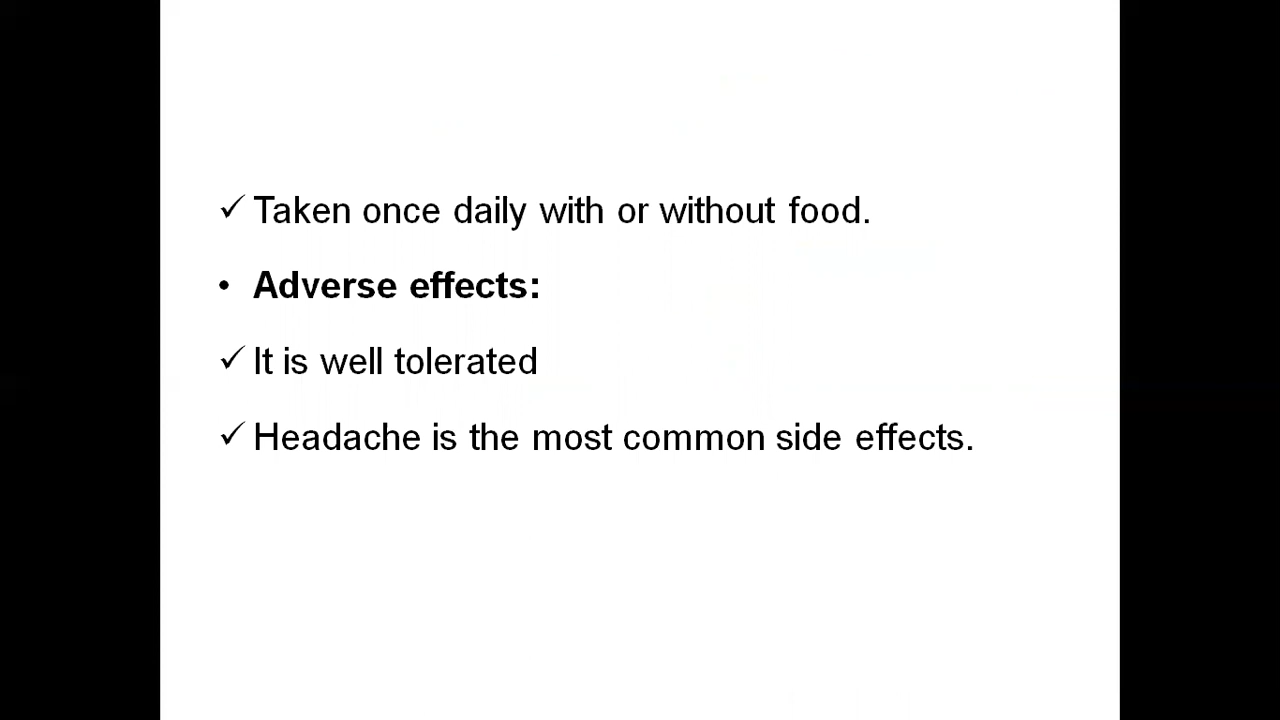 ✓ Taken once daily with or without food.
• Adverse effects:
✓ It is well tolerated
✓ Headache is the most common side effects.